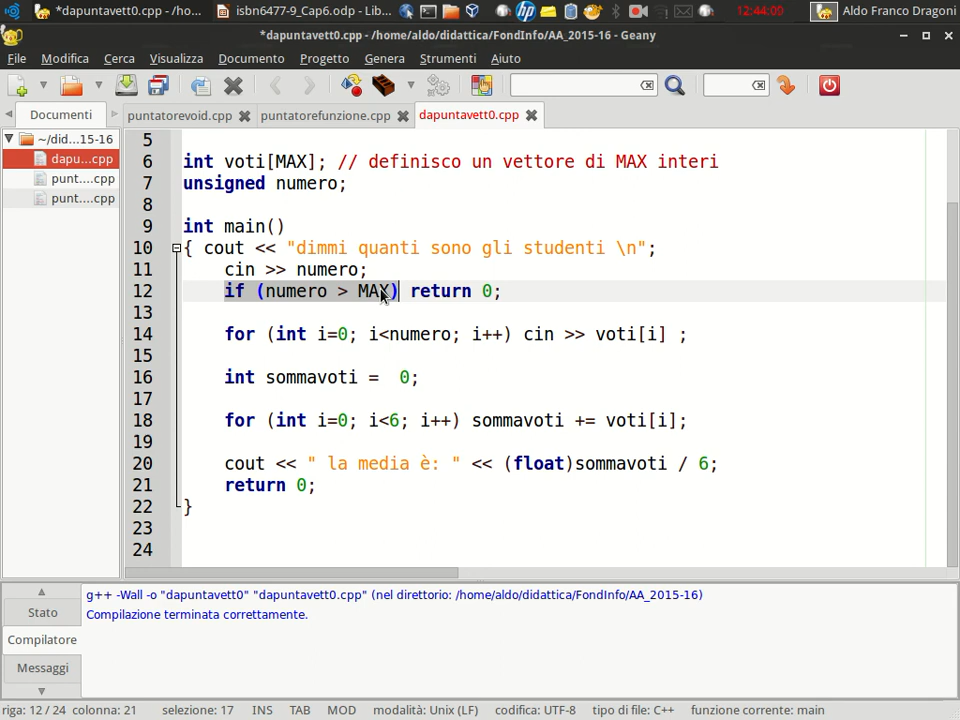 *dapuntavett0.cpp - /ho...
isbn6477-9_Cap6.odp - Lib...
12:44:00
Aldo Franco Dragoni
*dapuntavett0.cpp - /home/aldo/didattica/FondInfo/AA_2015-16 - Geany
File Modifica Cerca Visualizza Documento Progetto Genera Strumenti Aiuto
Documenti
puntatorevoid.cpp
puntatorefunzione.cpp
dapuntavett0.cpp
~/did...15-16
dapu...cpp
punt....cpp
punt....cpp
5
6 int voti[MAX]; // definisco un vettore di MAX interi
7 unsigned numero;
8
9 int main()
10 { cout << "dimmi quanti sono gli studenti \n";
11 cin >> numero;
12 if (numero > MAX) return 0;
13
14 for (int i=0; i<numero; i++) cin >> voti[i] ;
15
16 int sommavoti =  0;
17
18 for (int i=0; i<6; i++) sommavoti += voti[i];
19
20 cout << " la media è: " << (float)sommavoti / 6;
21 return 0;
22 }
23
24
Stato
Compilatore
Messaggi
g++ -Wall -o "dapuntavett0" "dapuntavett0.cpp" (nel direttorio: /home/aldo/didattica/FondInfo/AA_2015-16)
Compilazione terminata correttamente.
riga: 12 / 24 colonna: 21 selezione: 17 INS TAB MOD modalità: Unix (LF) codifica: UTF-8 tipo di file: C++ funzione corrente: main